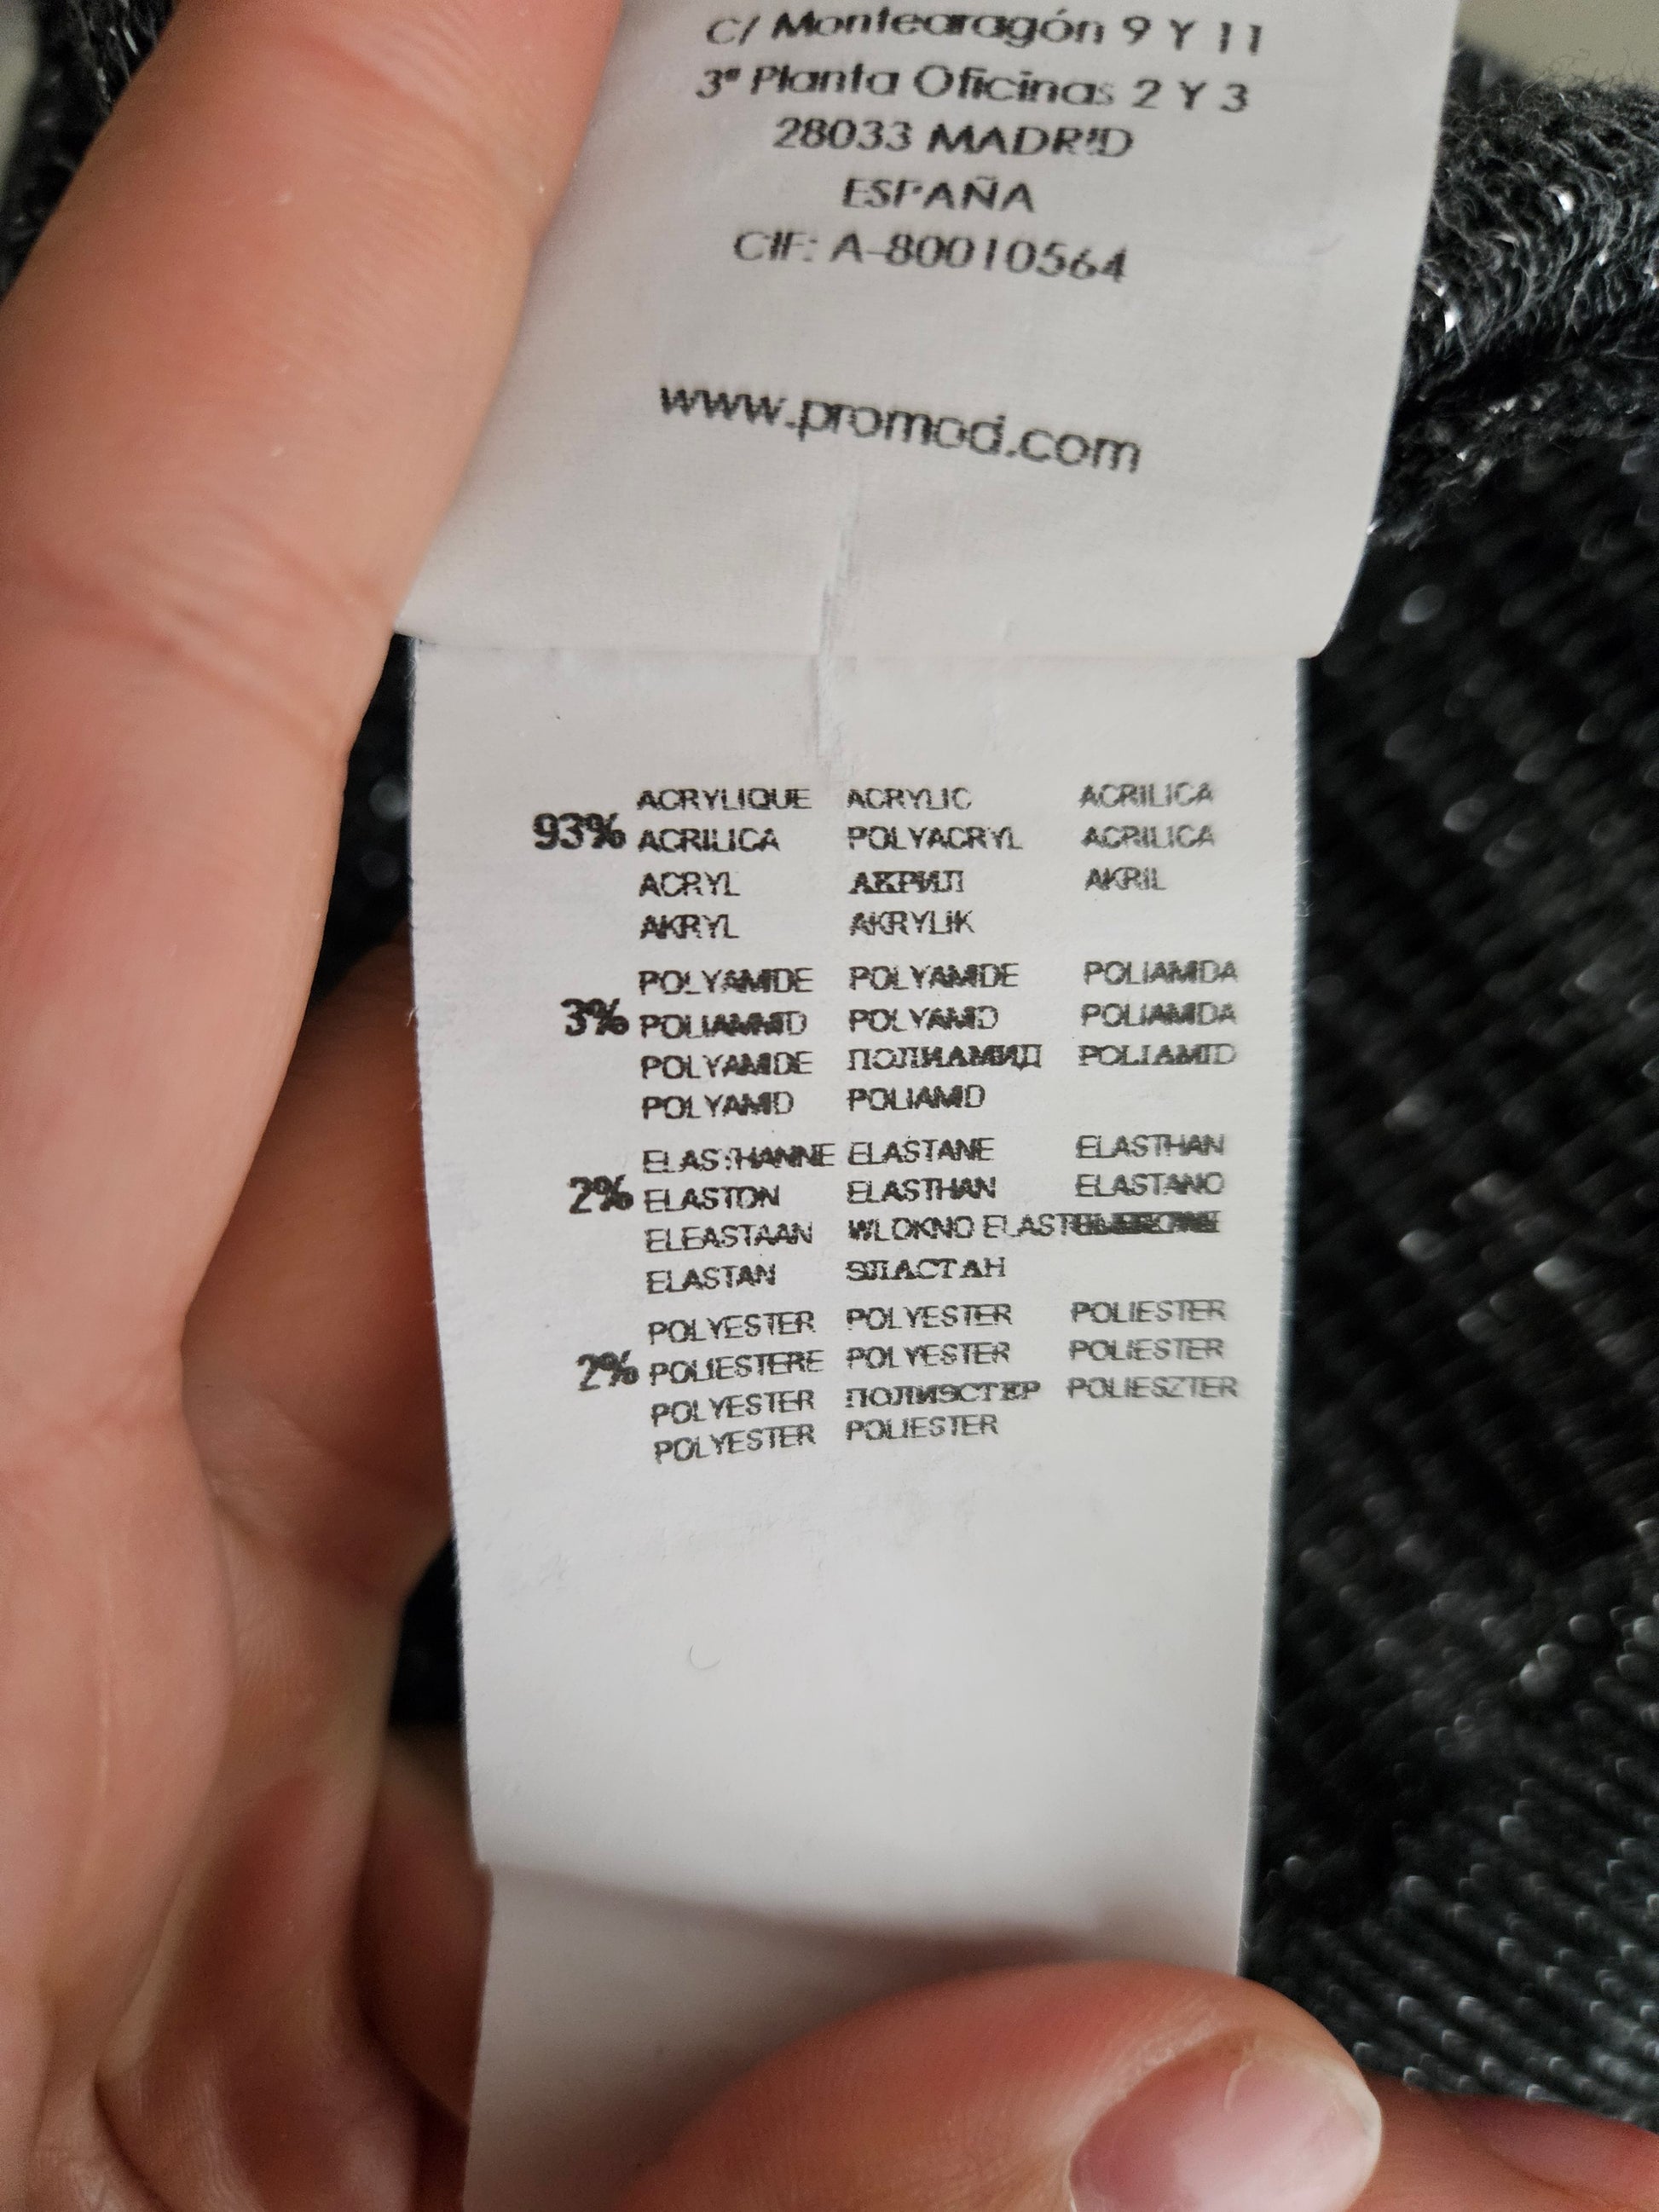 C/ Montearagón 9 Y 11
3ª Planta Oficinas 2 Y 3
28033 MADRID
ESPAÑA
CIF: A-80010564
www.promod.com
93%
ACRYLIQUE ACRYLIC ACRILICA
ACRILICA POLYACRYL ACRILICA
ACRYL АКРИЛ AKRIL
AKRYL AKRYLIK
3%
POLYAMIDE POLYAMIDE POLIAMIDA
POLIAMMID POLYAMID POLIAMIDA
POLYAMIDE ПОЛИАМИД POLIAMID
POLYAMID POLIAMID
2%
ELASTHANNE ELASTANE ELASTHAN
ELASTON ELASTHAN ELASTANO
ELEASTAAN WLOKNO
ELASTAN ЭЛАСТАН
2%
POLYESTER POLYESTER POLIESTER
POLIESTERE POLYESTER POLIESTER
POLYESTER ПОЛИЭСТЕР POLIESZTER
POLYESTER POLIESTER